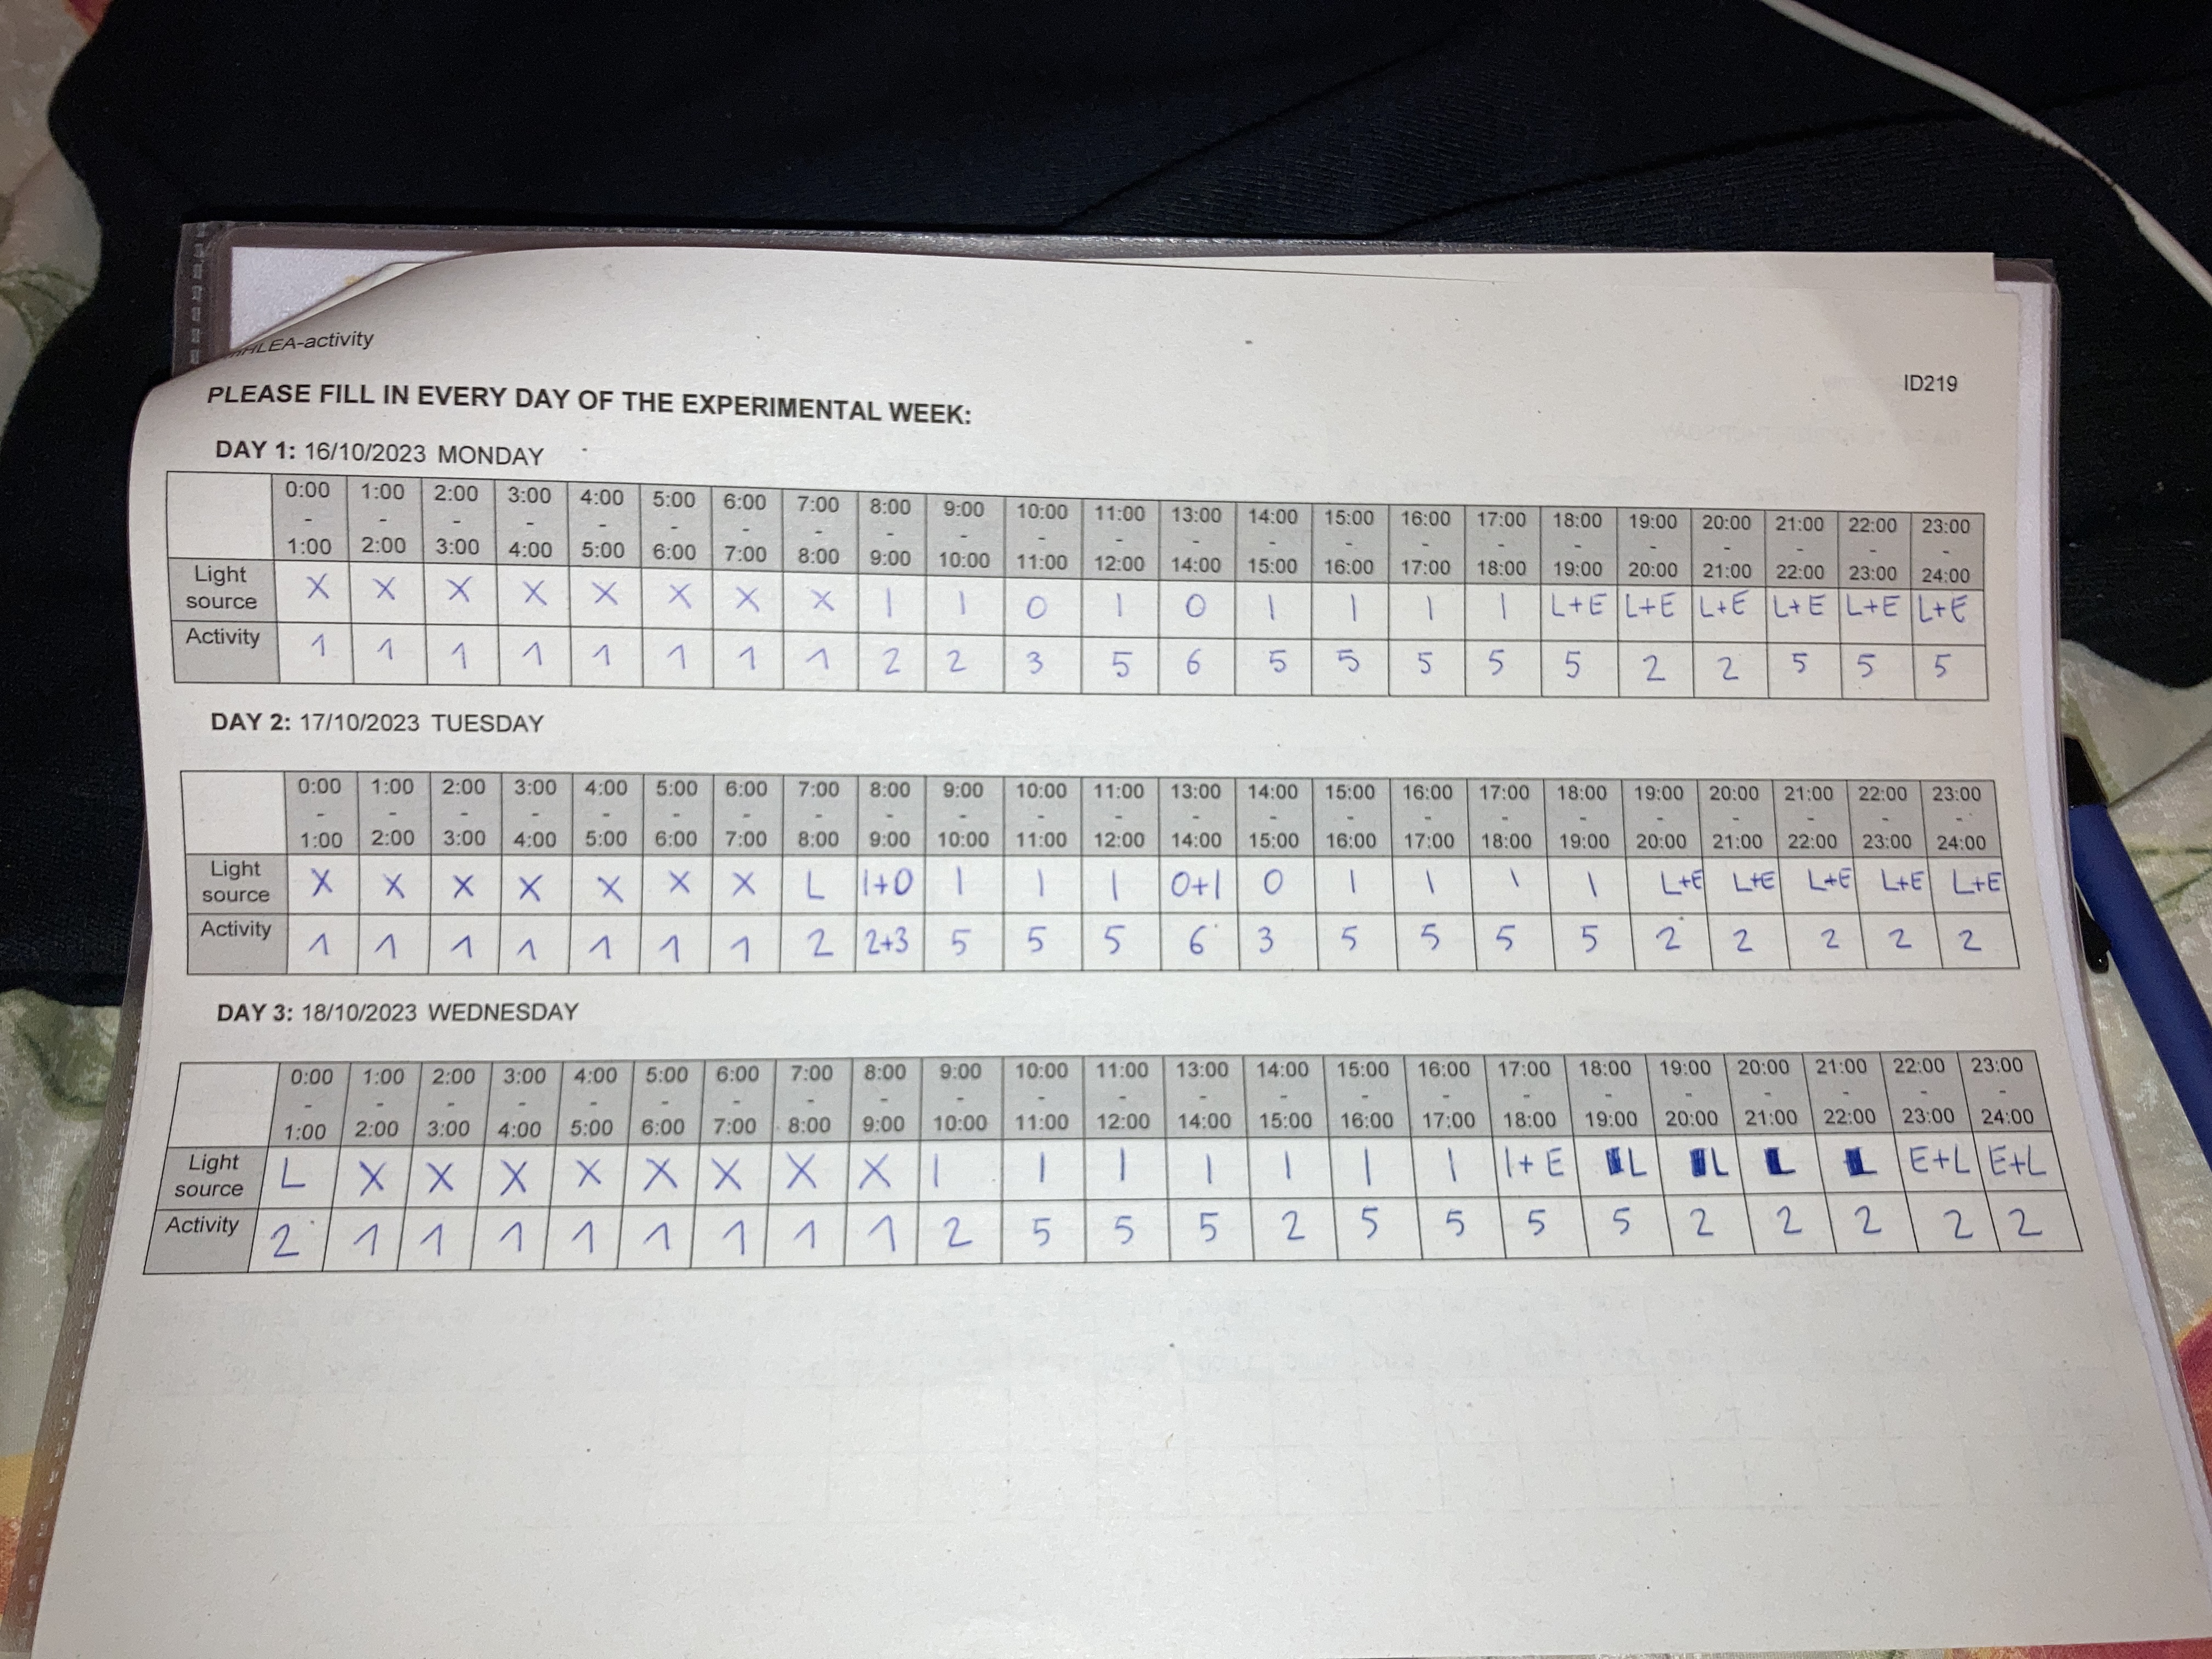 mHLEA-activity
ID219
PLEASE FILL IN EVERY DAY OF THE EXPERIMENTAL WEEK:
DAY 1: 16/10/2023 MONDAY
0:00 - 1:00 1:00 - 2:00 2:00 - 3:00 3:00 - 4:00 4:00 - 5:00 5:00 - 6:00 6:00 - 7:00 7:00 - 8:00 8:00 - 9:00 9:00 - 10:00 10:00 - 11:00 11:00 - 12:00 13:00 - 14:00 14:00 - 15:00 15:00 - 16:00 16:00 - 17:00 17:00 - 18:00 18:00 - 19:00 19:00 - 20:00 20:00 - 21:00 21:00 - 22:00 22:00 - 23:00 23:00 - 24:00
Light source X X X X X X X X I I O I O I I I I L+E L+E L+E L+E L+E L+E
Activity 1 1 1 1 1 1 1 1 2 2 3 5 6 5 5 5 5 5 2 2 5 5 5
DAY 2: 17/10/2023 TUESDAY
0:00 - 1:00 1:00 - 2:00 2:00 - 3:00 3:00 - 4:00 4:00 - 5:00 5:00 - 6:00 6:00 - 7:00 7:00 - 8:00 8:00 - 9:00 9:00 - 10:00 10:00 - 11:00 11:00 - 12:00 13:00 - 14:00 14:00 - 15:00 15:00 - 16:00 16:00 - 17:00 17:00 - 18:00 18:00 - 19:00 19:00 - 20:00 20:00 - 21:00 21:00 - 22:00 22:00 - 23:00 23:00 - 24:00
Light source X X X X X X X L I+O I I I O+I O I I I I L+E L+E L+E L+E L+E
Activity 1 1 1 1 1 1 1 2 2+3 5 5 5 6 3 5 5 5 5 2 2 2 2 2
DAY 3: 18/10/2023 WEDNESDAY
0:00 - 1:00 1:00 - 2:00 2:00 - 3:00 3:00 - 4:00 4:00 - 5:00 5:00 - 6:00 6:00 - 7:00 7:00 - 8:00 8:00 - 9:00 9:00 - 10:00 10:00 - 11:00 11:00 - 12:00 13:00 - 14:00 14:00 - 15:00 15:00 - 16:00 16:00 - 17:00 17:00 - 18:00 18:00 - 19:00 19:00 - 20:00 20:00 - 21:00 21:00 - 22:00 22:00 - 23:00 23:00 - 24:00
Light source L X X X X X X X X I I I I I I I I+E L L L L E+L E+L
Activity 2 1 1 1 1 1 1 1 1 2 5 5 5 2 5 5 5 5 2 2 2 2 2